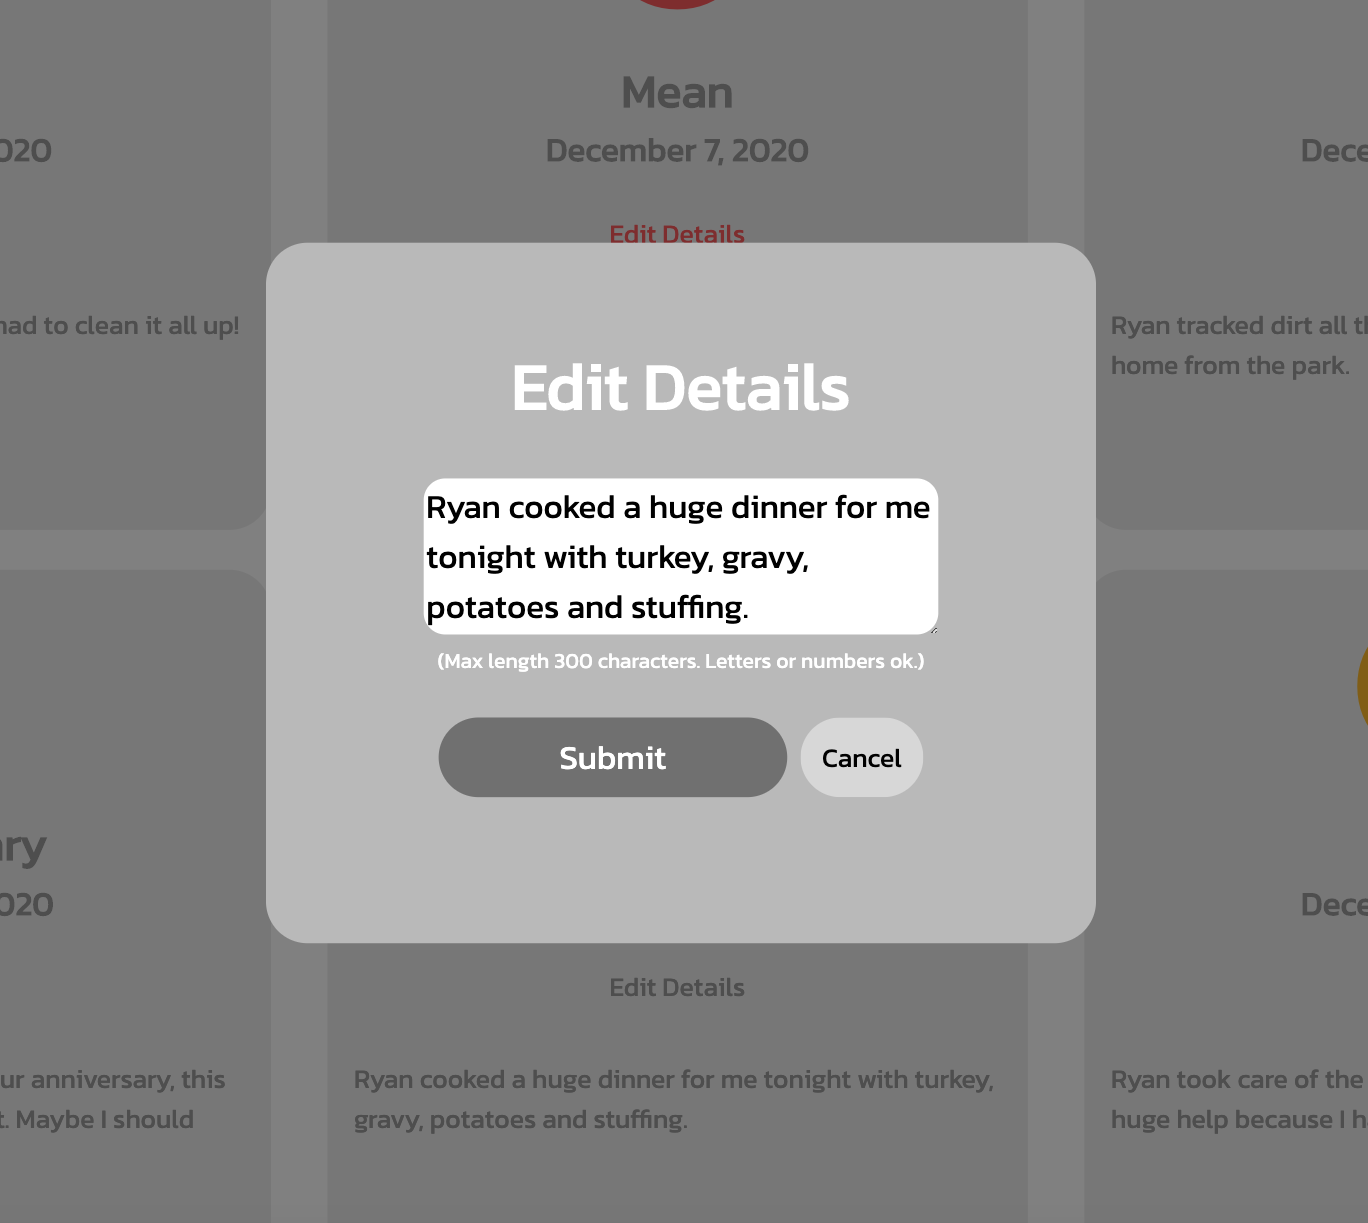 Mean
020
December 7, 2020
Edit Details
had to clean it all up!
Ryan tracked dirt all
home from the park.
Edit Details
Ryan cooked a huge dinner for me
tonight with turkey, gravy,
potatoes and stuffing.
(Max length 300 characters. Letters or numbers ok.)
Submit
Cancel
ry
020
Dece
Edit Details
ur anniversary, this
t. Maybe I should
Ryan cooked a huge dinner for me tonight with turkey,
gravy, potatoes and stuffing.
Ryan took care of the
huge help because I